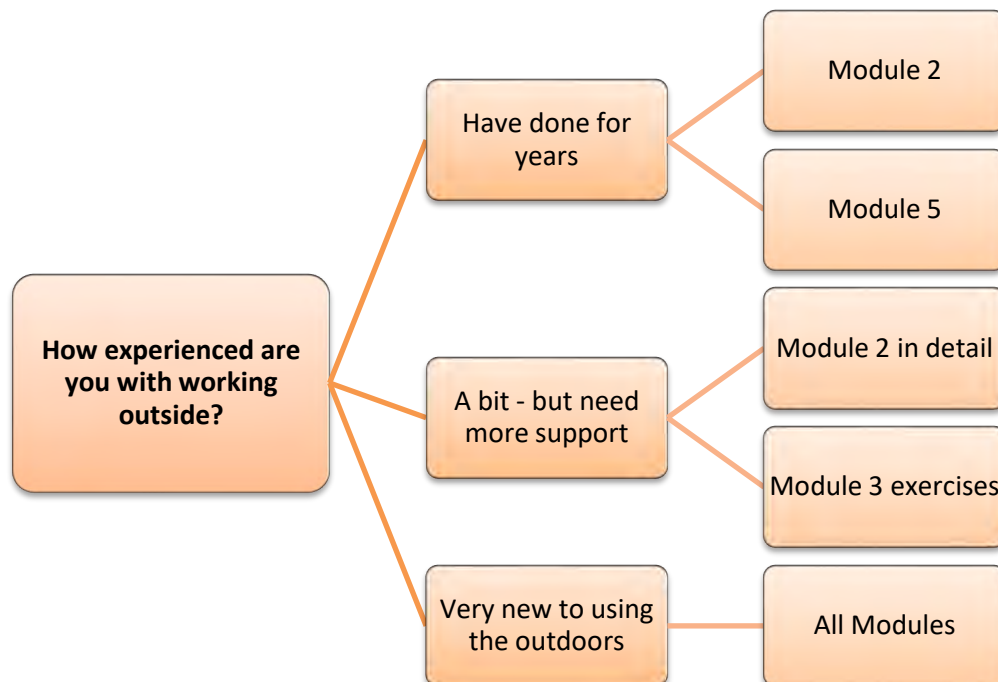 How experienced are
you with working
outside?
Have done for
years
Module 2
Module 5
A bit - but need
more support
Module 2 in detail
Module 3 exercises
Very new to using
the outdoors
All Modules